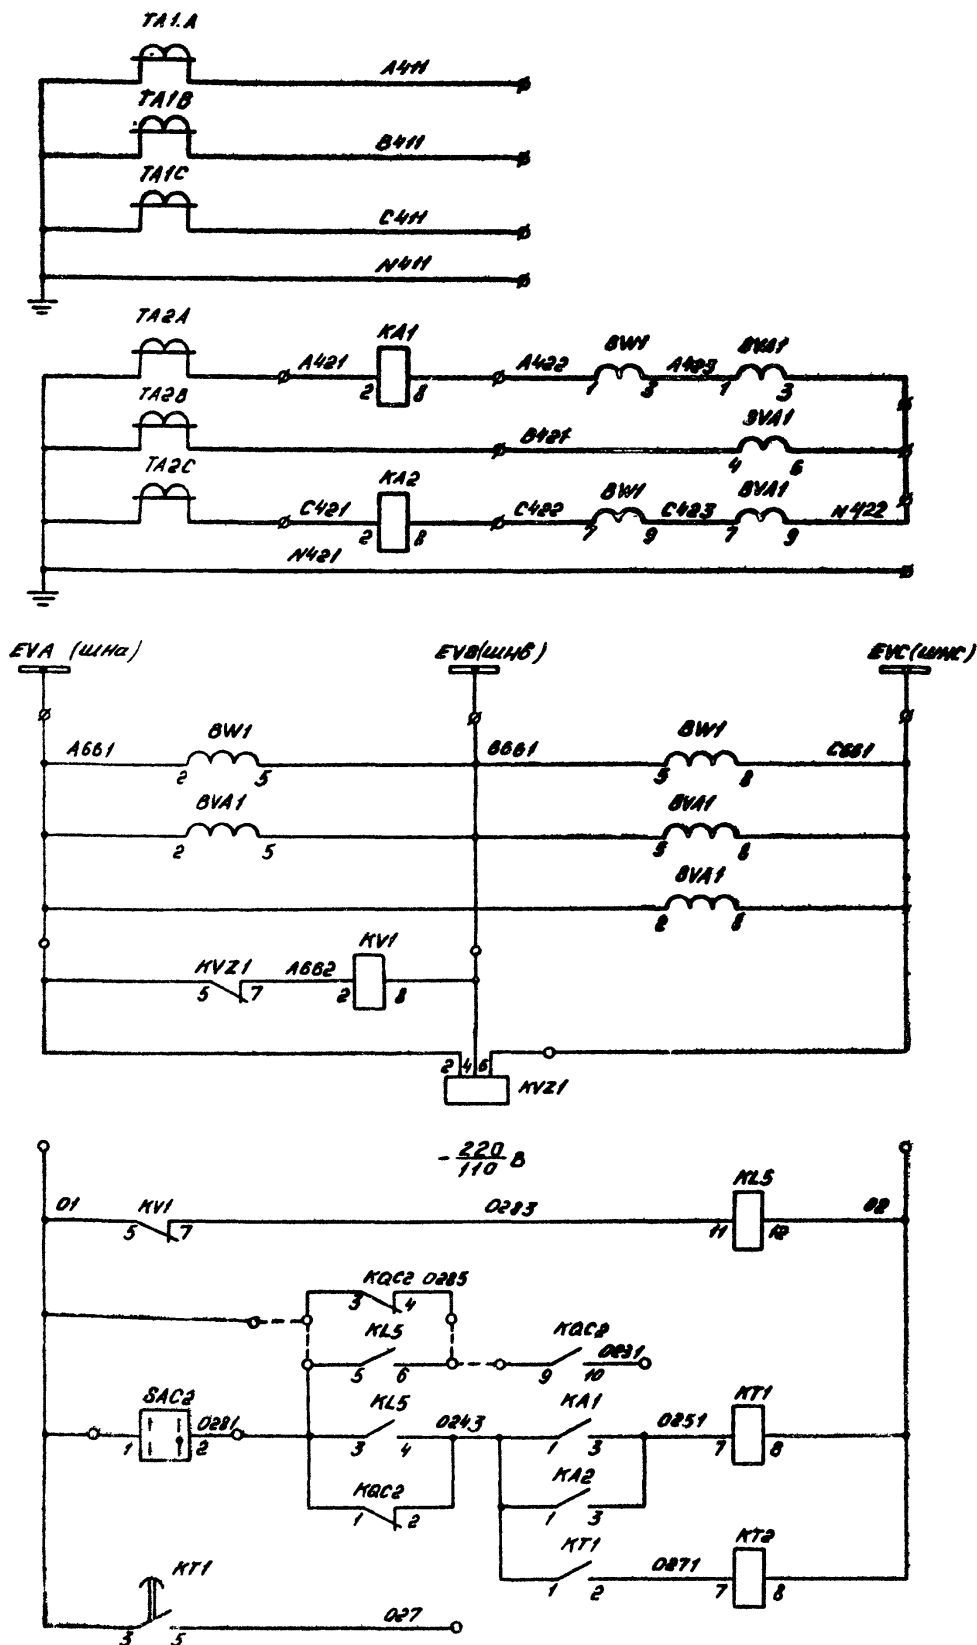 TA1A
A411
TA1B
B411
TA1C
C411
N411
TA2A
KA1
A421
2 8
A422
BW1
1 3
A423
BVA1
1 3
TA2B
B421
BVA1
4 6
TA2C
KA2
C421
2 8
C422
BW1
7 9
C423
BVA1
7 9
N422
N421
EVA (шна)
EVB (шнб)
EVC (шнс)
A661
BW1
2 5
B661
BW1
5 8
C661
BVA1
2 5
BVA1
5 8
BVA1
2 8
KVZ1
5 7
A662
KV1
2 8
2 4 6
KVZ1
- 220/110 В
01
KV1
5 7
0283
KL5
11 12
02
KQC2 0285
3 4
KL5
5 6
KQC2
9 10
0291
SAC2
1 2
0281
KL5
3 4
0243
KA1
1 3
0251
KT1
7 8
KQC2
1 2
KA2
1 3
KT1
1 2
0271
KT2
7 8
KT1
3 5
027